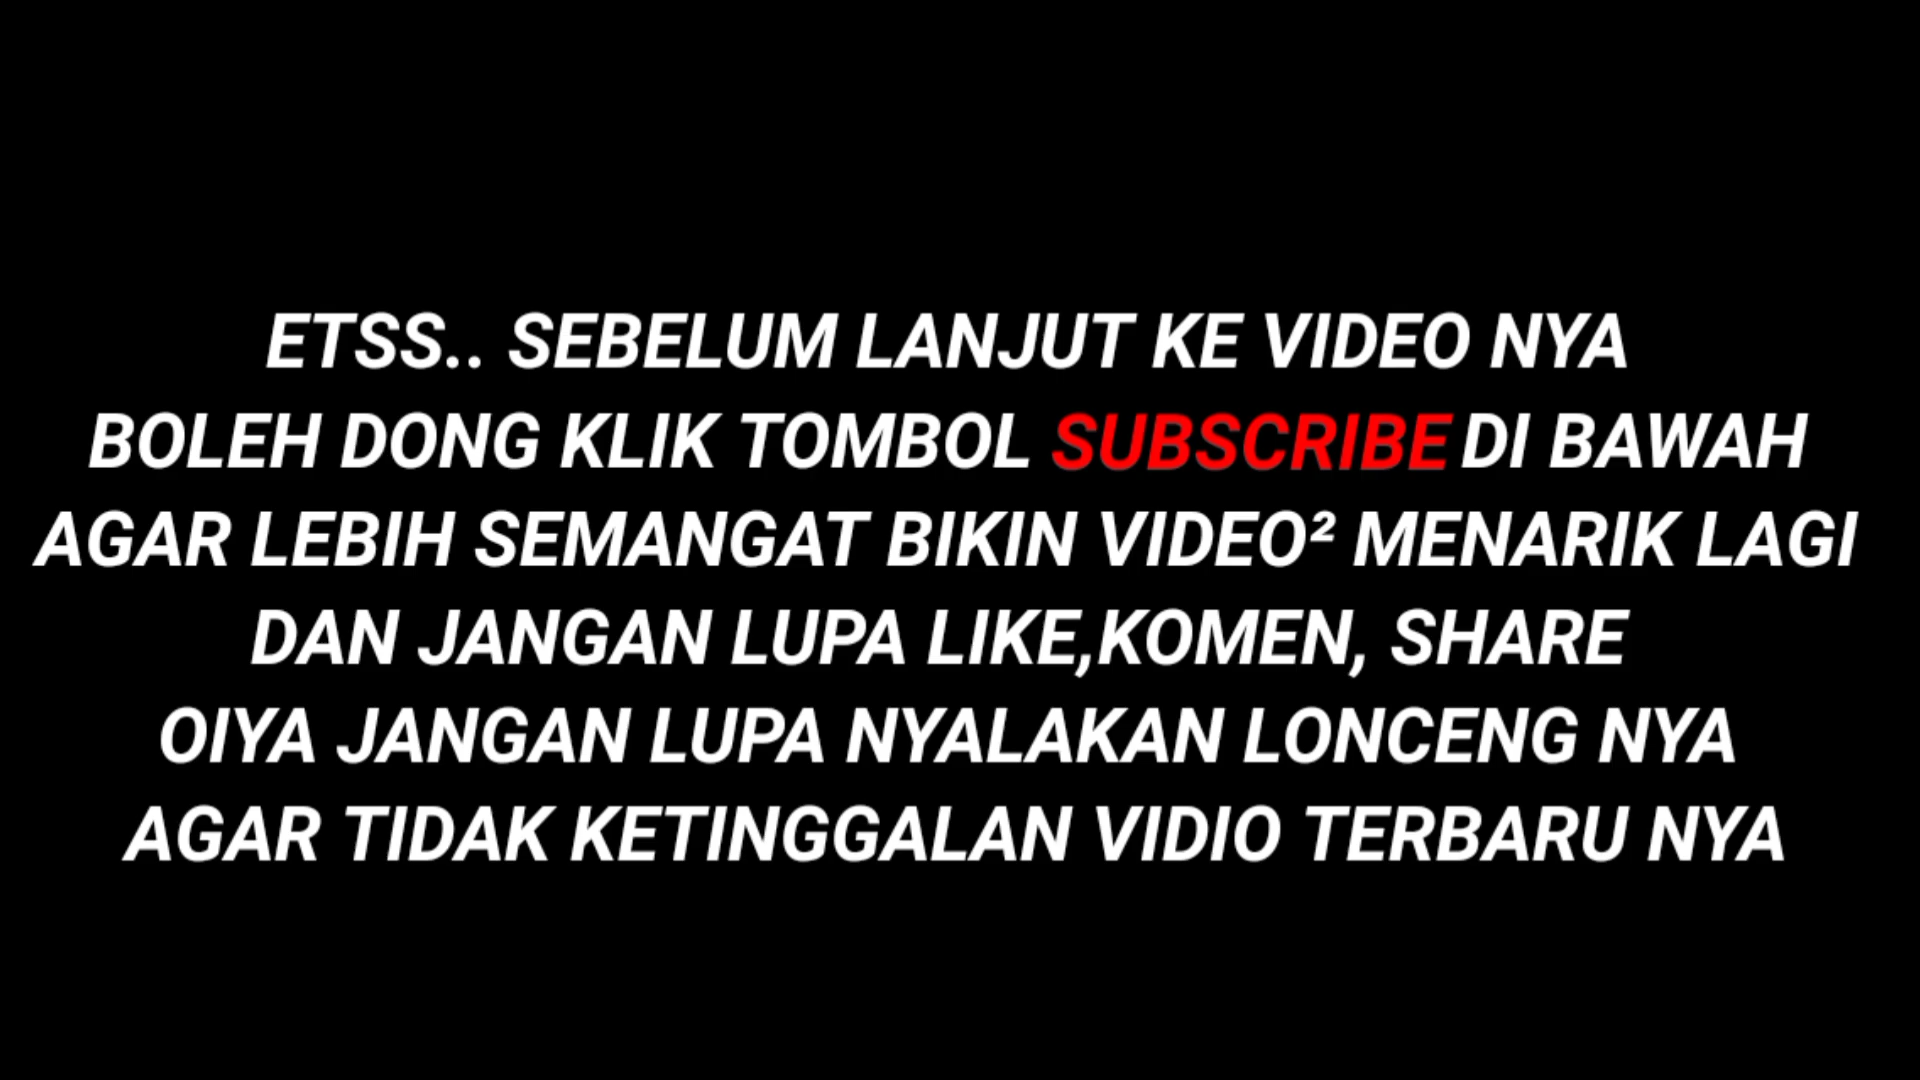 ETSS.. SEBELUM LANJUT KE VIDEO NYA
BOLEH DONG KLIK TOMBOL SUBSCRIBE DI BAWAH
AGAR LEBIH SEMANGAT BIKIN VIDEO² MENARIK LAGI
DAN JANGAN LUPA LIKE,KOMEN, SHARE
OIYA JANGAN LUPA NYALAKAN LONCENG NYA
AGAR TIDAK KETINGGALAN VIDIO TERBARU NYA